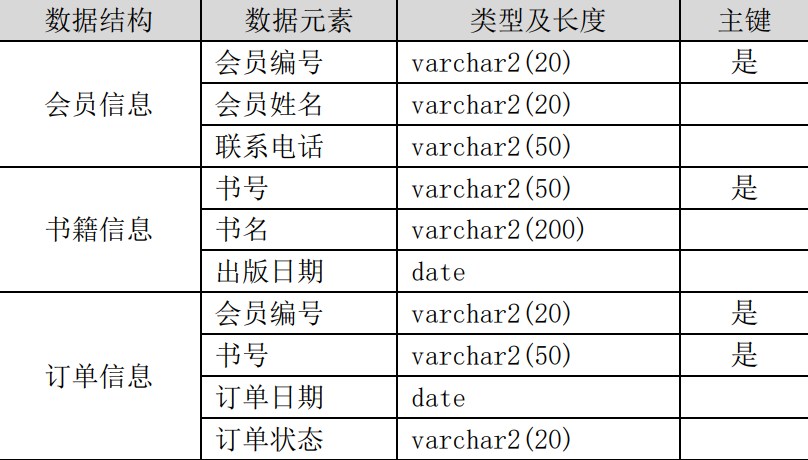 数据结构 数据元素 类型及长度 主键
会员信息 会员编号 varchar2(20) 是
会员姓名 varchar2(20)
联系电话 varchar2(50)
书籍信息 书号 varchar2(50) 是
书名 varchar2(200)
出版日期 date
订单信息 会员编号 varchar2(20) 是
书号 varchar2(50) 是
订单日期 date
订单状态 varchar2(20)